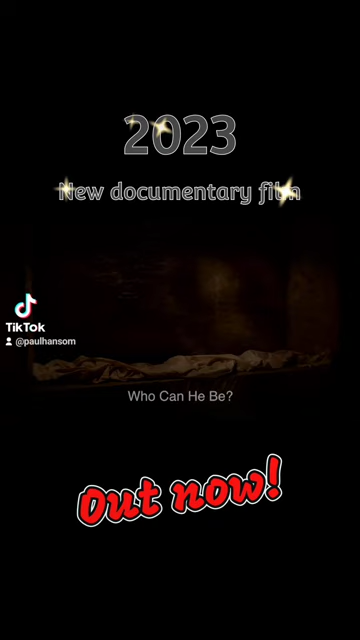 2023
New documentary film
TikTok
@paulhansom
Who Can He Be?
Out now!